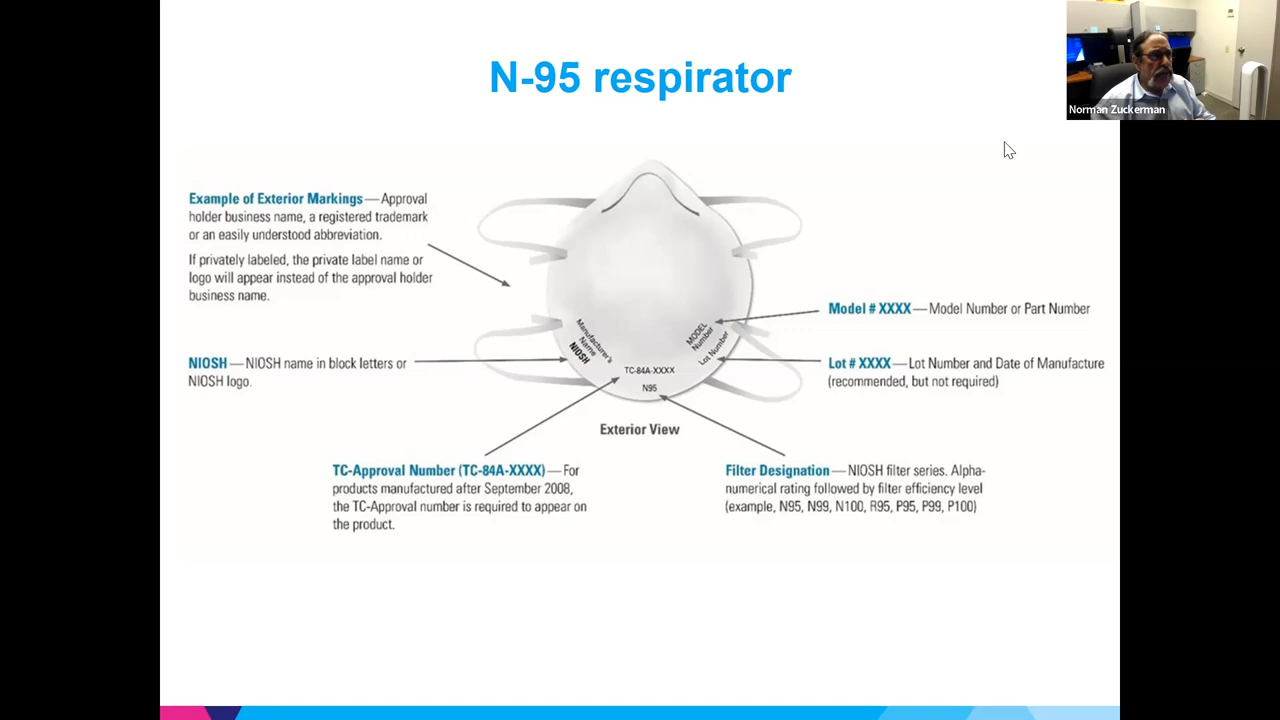 N-95 respirator
Norman Zuckerman
Example of Exterior Markings — Approval
holder business name, a registered trademark
or an easily understood abbreviation.
If privately labeled, the private label name or
logo will appear instead of the approval holder
business name.
Model # XXXX — Model Number or Part Number
NIOSH — NIOSH name in block letters or
NIOSH logo.
Lot # XXXX — Lot Number and Date of Manufacture
(recommended, but not required)
Manufacturer's
Name
NIOSH
MODEL
Number
Lot Number
TC-84A-XXXX
N95
Exterior View
TC-Approval Number (TC-84A-XXXX) — For
products manufactured after September 2008,
the TC-Approval number is required to appear on
the product.
Filter Designation — NIOSH filter series. Alpha-
numerical rating followed by filter efficiency level
(example, N95, N99, N100, R95, P95, P99, P100)